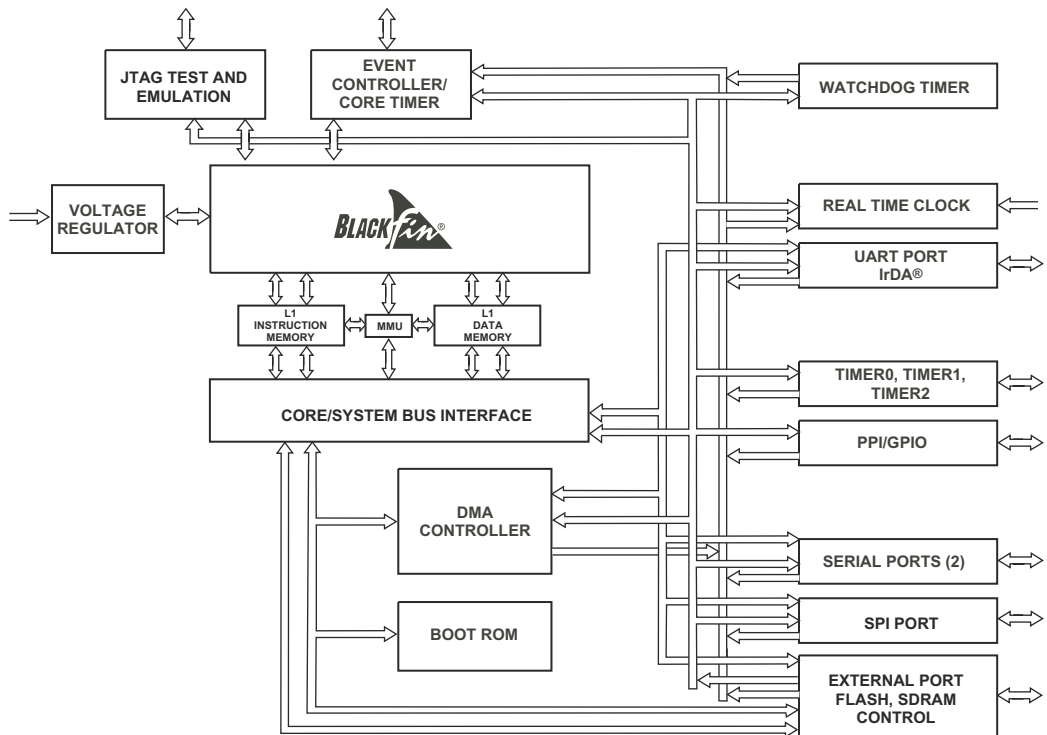 JTAG TEST AND
EMULATION
EVENT
CONTROLLER/
CORE TIMER
WATCHDOG TIMER
VOLTAGE
REGULATOR
BLACKfin®
REAL TIME CLOCK
UART PORT
IrDA®
L1
INSTRUCTION
MEMORY
MMU
L1
DATA
MEMORY
TIMER0, TIMER1,
TIMER2
CORE/SYSTEM BUS INTERFACE
PPI/GPIO
DMA
CONTROLLER
SERIAL PORTS (2)
SPI PORT
BOOT ROM
EXTERNAL PORT
FLASH, SDRAM
CONTROL